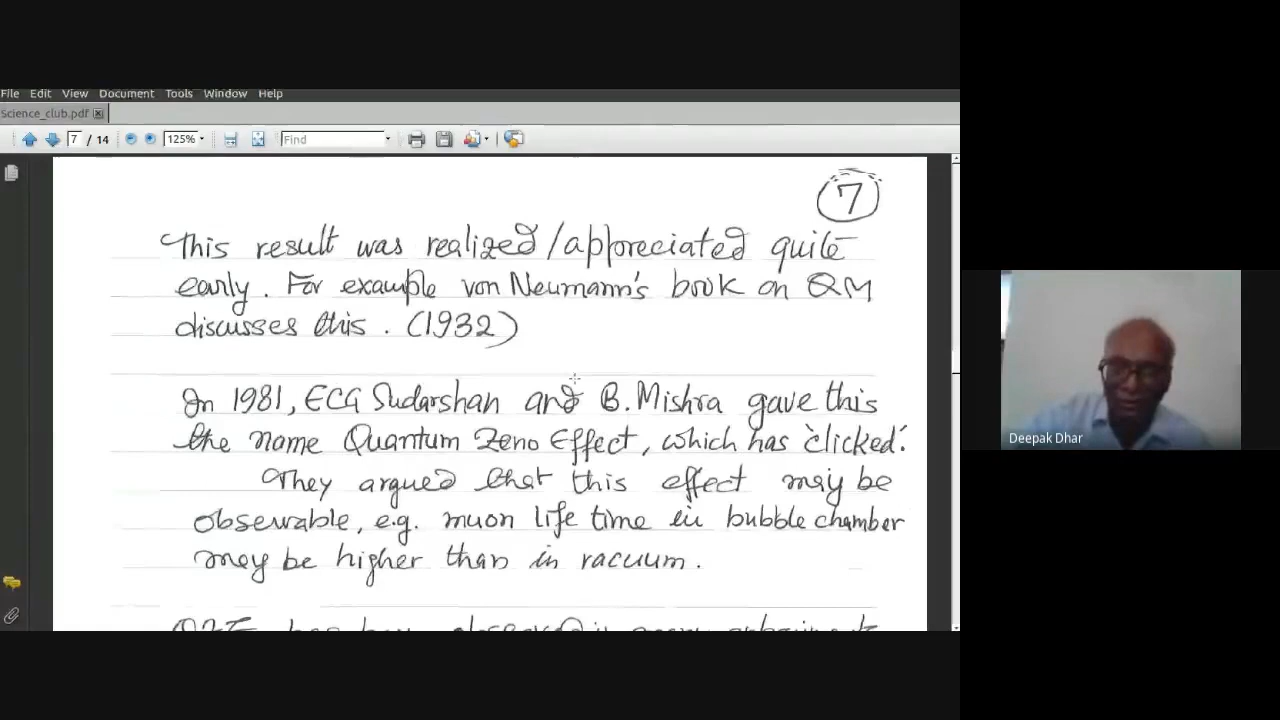 File Edit View Document Tools Window Help
Science_club.pdf
7 / 14 125% Find
7
This result was realized/appreciated quite
early. For example von Neumann's book on QM
discusses this. (1932)
In 1981, ECG Sudarshan and B. Mishra gave this
the name Quantum Zeno Effect, which has 'clicked'.
They argued that this effect may be
observable, e.g. muon life time in bubble chamber
may be higher than in vacuum.
Deepak Dhar